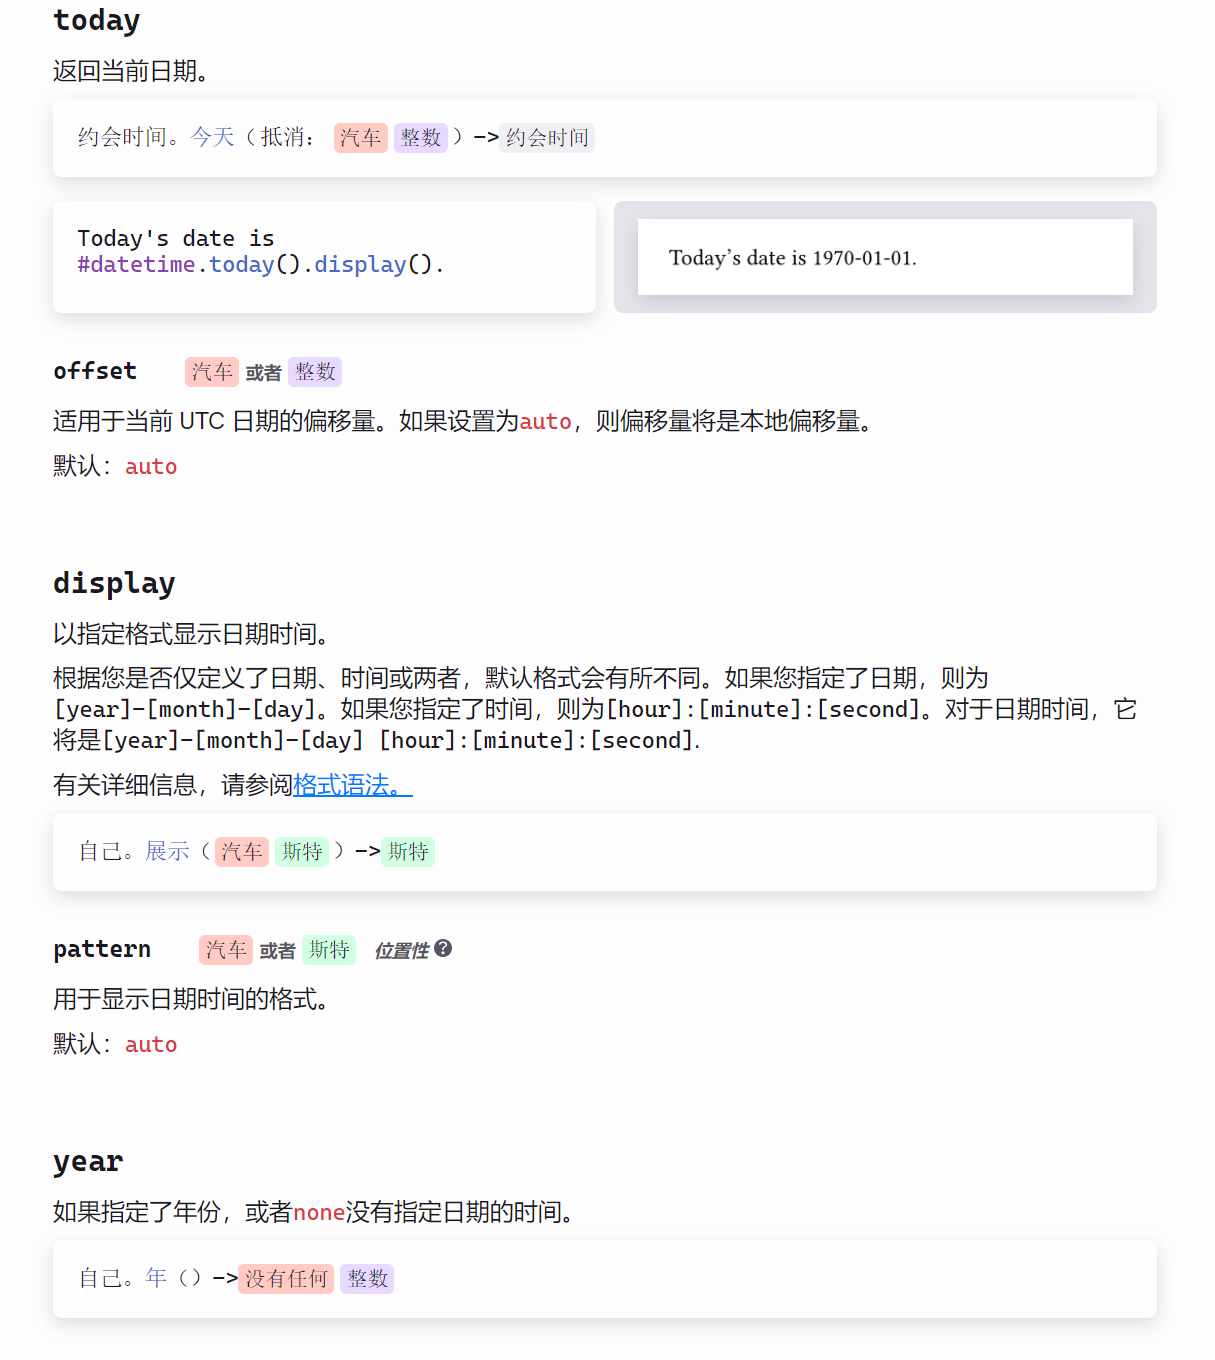 today
返回当前日期。
约会时间。今天（抵消： 汽车 整数）->约会时间
Today's date is
#datetime.today().display().
Today’s date is 1970-01-01.
offset 汽车 或者 整数
适用于当前 UTC 日期的偏移量。如果设置为auto，则偏移量将是本地偏移量。
默认：auto
display
以指定格式显示日期时间。
根据您是否仅定义了日期、时间或两者，默认格式会有所不同。如果您指定了日期，则为
[year]-[month]-[day]。如果您指定了时间，则为[hour]:[minute]:[second]。对于日期时间，它
将是[year]-[month]-[day] [hour]:[minute]:[second].
有关详细信息，请参阅格式语法。
自己。展示（汽车 斯特）->斯特
pattern 汽车 或者 斯特 位置性 ?
用于显示日期时间的格式。
默认：auto
year
如果指定了年份，或者none没有指定日期的时间。
自己。年（）->没有任何 整数